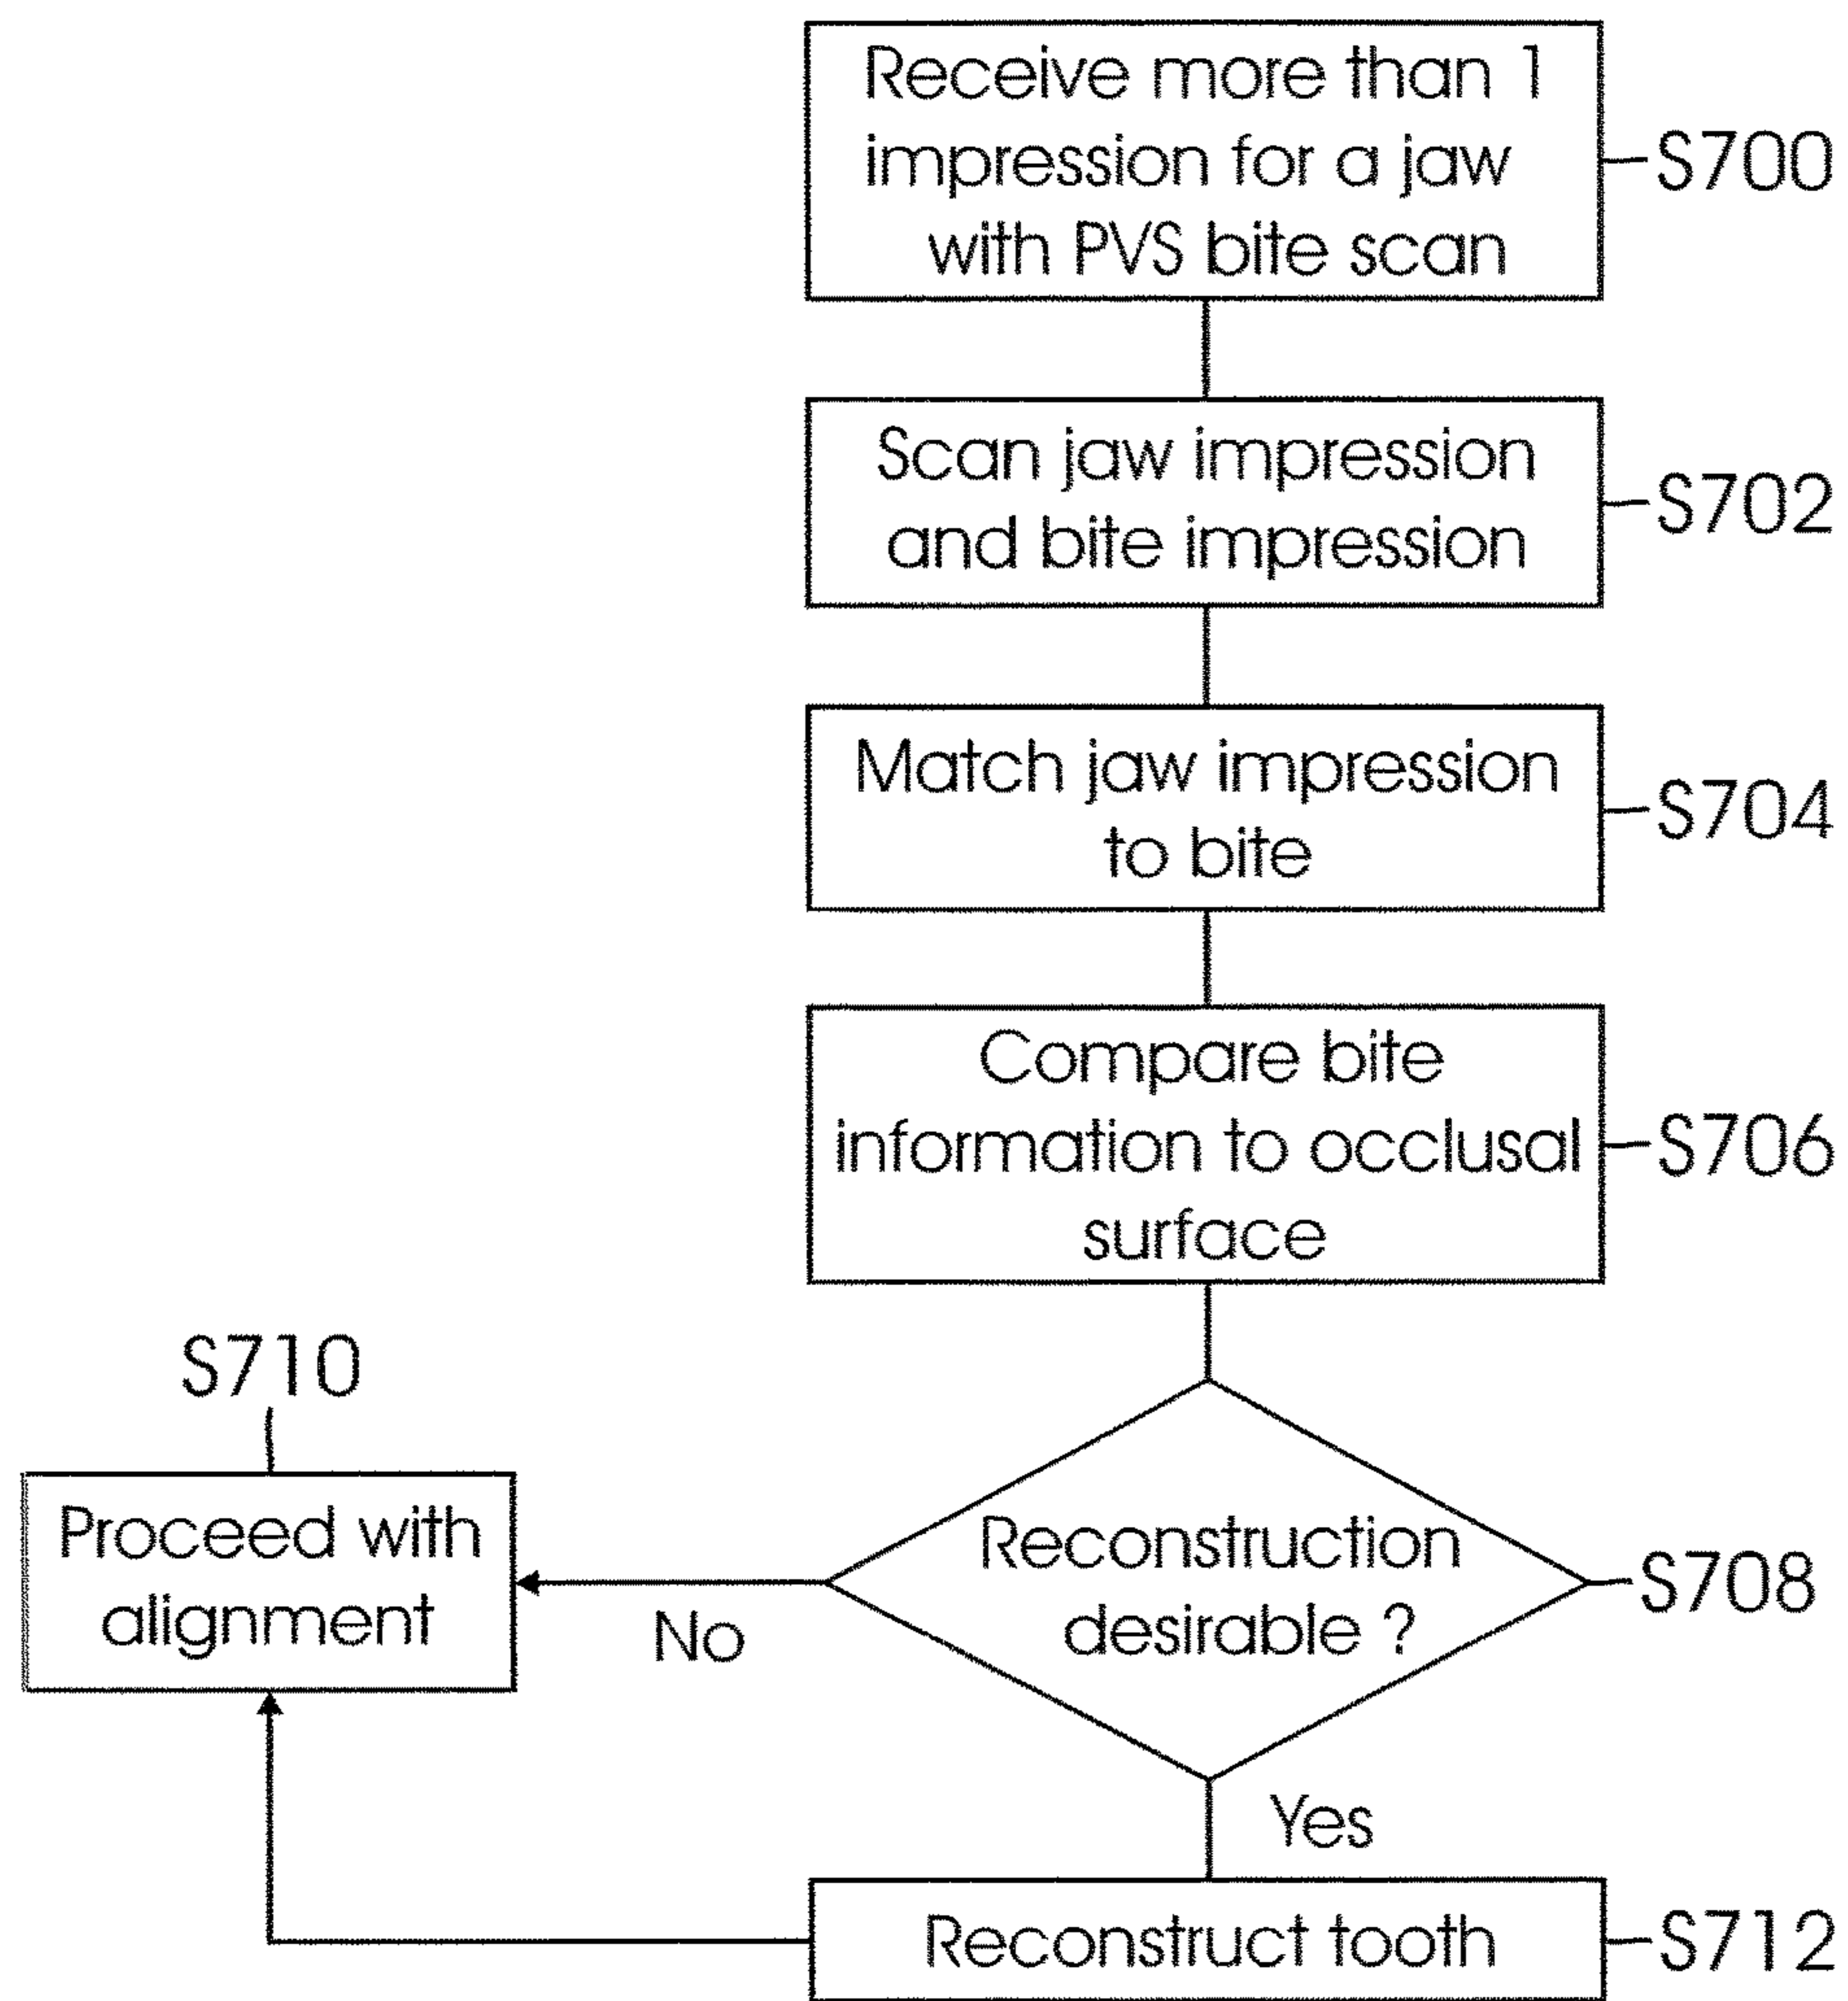 Receive more than 1
impression for a jaw
with PVS bite scan
S700
Scan jaw impression
and bite impression
S702
Match jaw impression
to bite
S704
Compare bite
information to occlusal
surface
S706
S710
Proceed with
alignment
No
Reconstruction
desirable ?
S708
Yes
Reconstruct tooth
S712